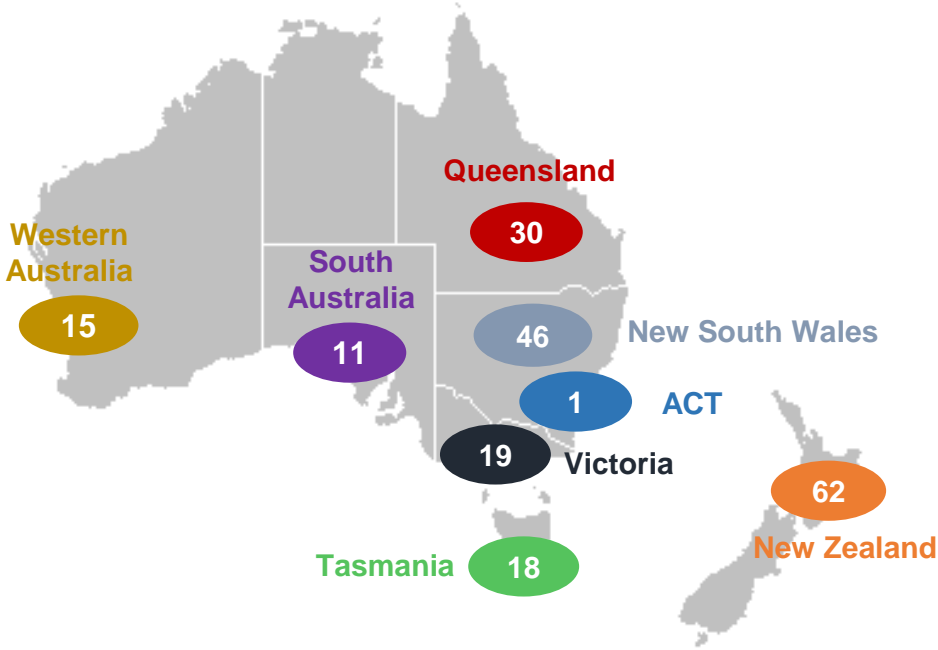 Queensland
30
Western
Australia
15
South
Australia
11
46
New South Wales
1
ACT
19
Victoria
62
New Zealand
Tasmania
18